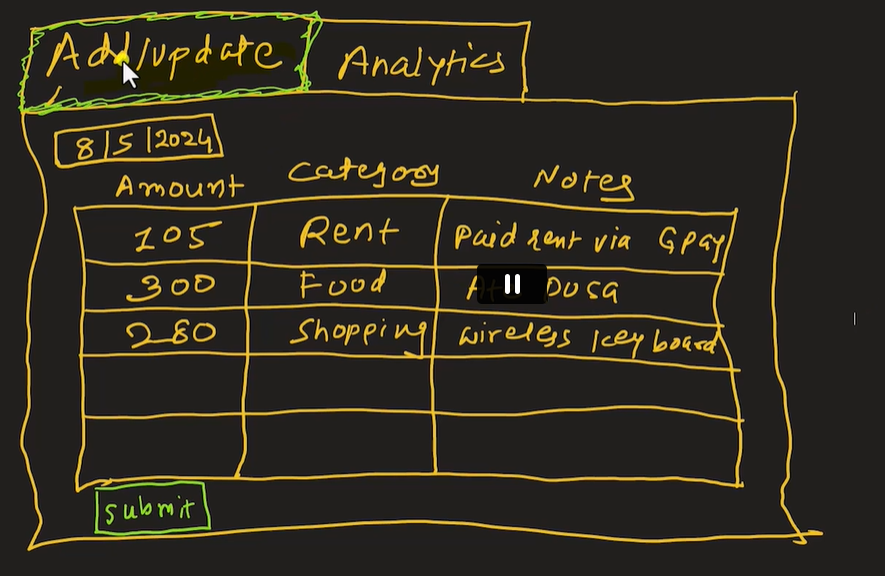 Add/update Analytics
8/5/2024
Amount Category Notes
105 Rent Paid rent via Gpay
300 Food Dosa
280 Shopping wireless keyboard
submit